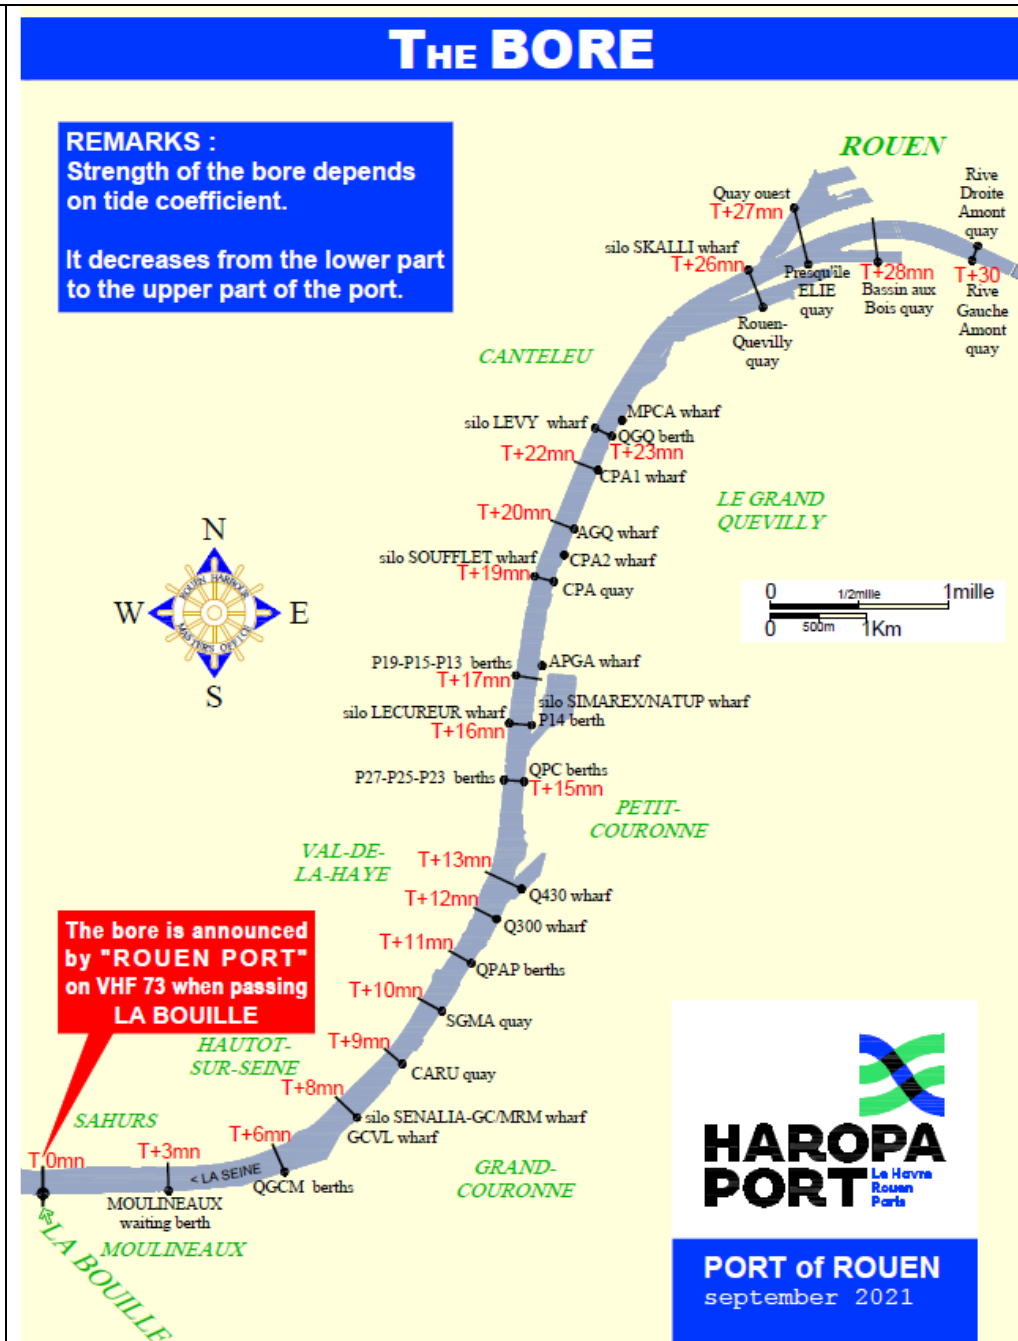 THE BORE
REMARKS :
Strength of the bore depends
on tide coefficient.
It decreases from the lower part
to the upper part of the port.
ROUEN
Rive
Droite
Amont
quay
Quay ouest
T+27mn
silo SKALLI wharf
T+26mn
Presqu'île
ELIE
quay
T+28mn
Bassin aux
Bois quay
T+30
Rive
Gauche
Amont
quay
Rouen-
Quevilly
quay
CANTELEU
MPCA wharf
silo LEVY wharf
QGQ berth
T+23mn
T+22mn
CPA1 wharf
LE GRAND
QUEVILLY
T+20mn
AGQ wharf
silo SOUFFLET wharf
CPA2 wharf
T+19mn
CPA quay
N
W
E
S
ROUEN HARBOUR
MASTER'S OFFICE
0
1/2mille
1mille
0
500m
1Km
P19-P15-P13 berths
APGA wharf
T+17mn
silo SIMAREX/NATUP wharf
silo LECUREUR wharf
P14 berth
T+16mn
P27-P25-P23 berths
QPC berths
T+15mn
PETIT-
COURONNE
VAL-DE-
LA-HAYE
T+13mn
Q430 wharf
T+12mn
Q300 wharf
T+11mn
QPAP berths
T+10mn
SGMA quay
The bore is announced
by "ROUEN PORT"
on VHF 73 when passing
LA BOUILLE
HAUTOT-
SUR-SEINE
T+9mn
CARU quay
T+8mn
silo SENALIA-GC/MRM wharf
GCVL wharf
SAHURS
T+6mn
T+3mn
T 0mn
< LA SEINE
QGCM berths
GRAND-
COURONNE
MOULINEAUX
waiting berth
MOULINEAUX
LA BOUILLE
HAROPA
PORT
Le Havre
Rouen
Paris
PORT of ROUEN
september 2021